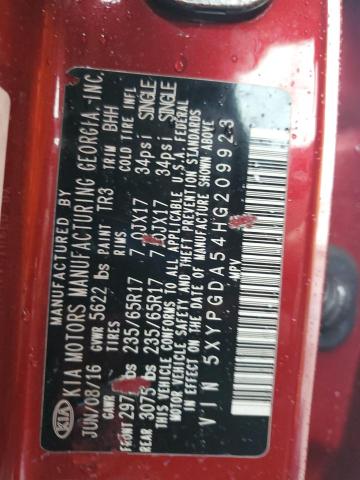 KIA
MANUFACTURED BY
KIA MOTORS MANUFACTURING GEORGIA, INC.
JUN/08/16 GVWR 5622 lbs PAINT TR3 TRIM BHH
GAWR TIRES RIMS COLD TIRE INFL
FRONT 297 lbs 235/65R17 7.0JX17 34psi SINGLE
REAR 3075 lbs 235/65R17 7.0JX17 34psi SINGLE
THIS VEHICLE CONFORMS TO ALL APPLICABLE U.S.A. FEDERAL
MOTOR VEHICLE SAFETY AND THEFT PREVENTION STANDARDS
IN EFFECT ON THE DATE OF MANUFACTURE SHOWN ABOVE
VIN 5XYPGDA54HG209923
MPV